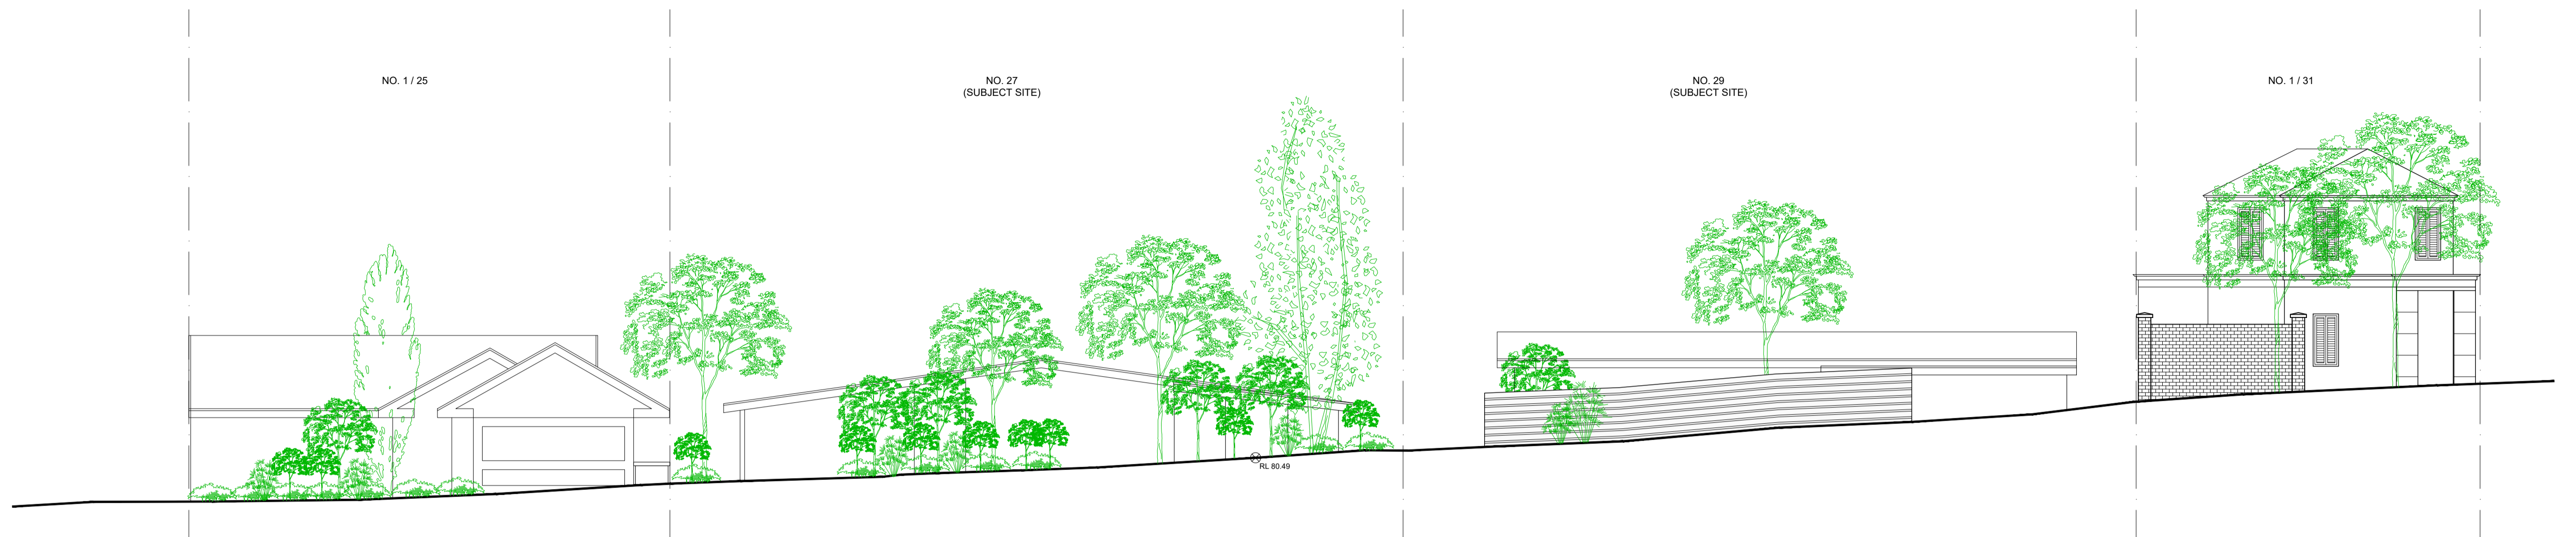 NO. 1 / 25
NO. 27
(SUBJECT SITE)
NO. 29
(SUBJECT SITE)
NO. 1 / 31
RL 80.49